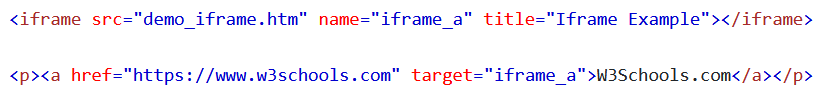 <iframe src="demo_iframe.htm" name="iframe_a" title="Iframe Example"></iframe>
<p><a href="https://www.w3schools.com" target="iframe_a">W3Schools.com</a></p>